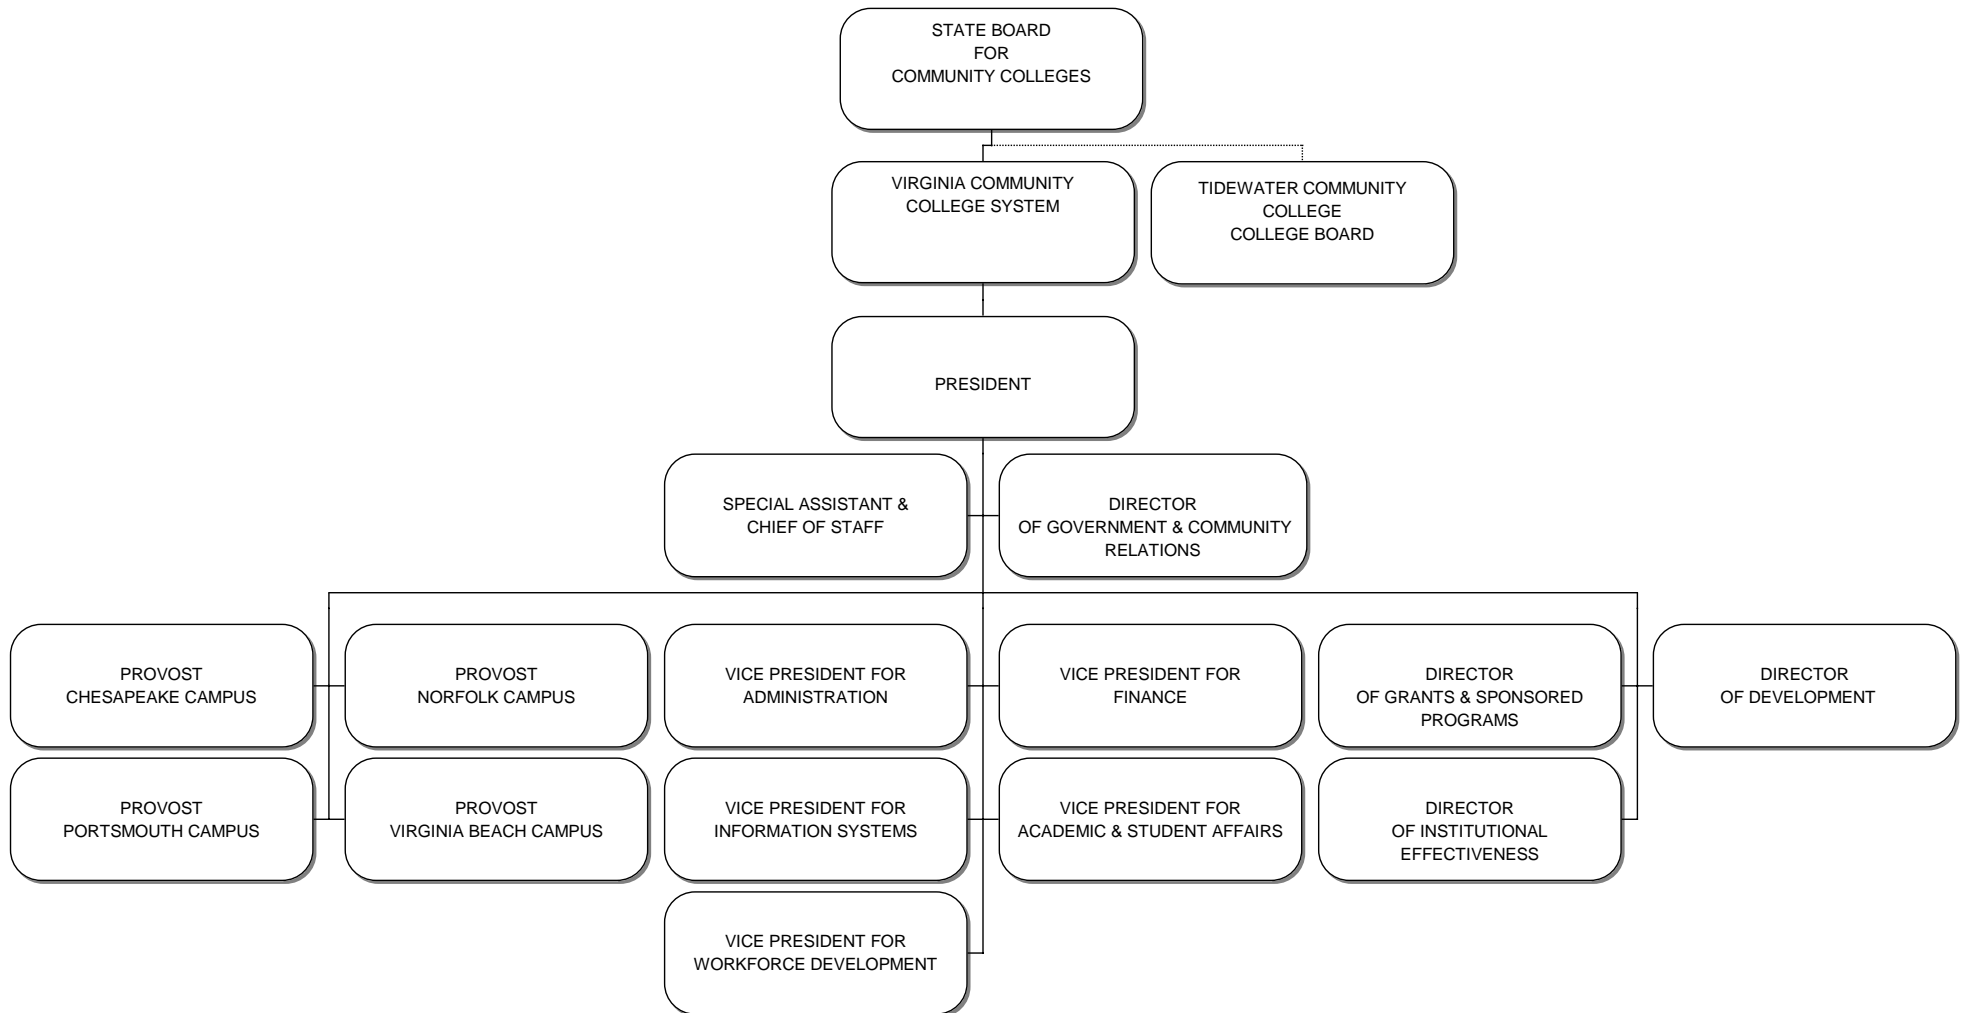 STATE BOARD
FOR
COMMUNITY COLLEGES
VIRGINIA COMMUNITY
COLLEGE SYSTEM
TIDEWATER COMMUNITY
COLLEGE
COLLEGE BOARD
PRESIDENT
SPECIAL ASSISTANT &
CHIEF OF STAFF
DIRECTOR
OF GOVERNMENT & COMMUNITY
RELATIONS
PROVOST
CHESAPEAKE CAMPUS
PROVOST
NORFOLK CAMPUS
VICE PRESIDENT FOR
ADMINISTRATION
VICE PRESIDENT FOR
FINANCE
DIRECTOR
OF GRANTS & SPONSORED
PROGRAMS
DIRECTOR
OF DEVELOPMENT
PROVOST
PORTSMOUTH CAMPUS
PROVOST
VIRGINIA BEACH CAMPUS
VICE PRESIDENT FOR
INFORMATION SYSTEMS
VICE PRESIDENT FOR
ACADEMIC & STUDENT AFFAIRS
DIRECTOR
OF INSTITUTIONAL
EFFECTIVENESS
VICE PRESIDENT FOR
WORKFORCE DEVELOPMENT